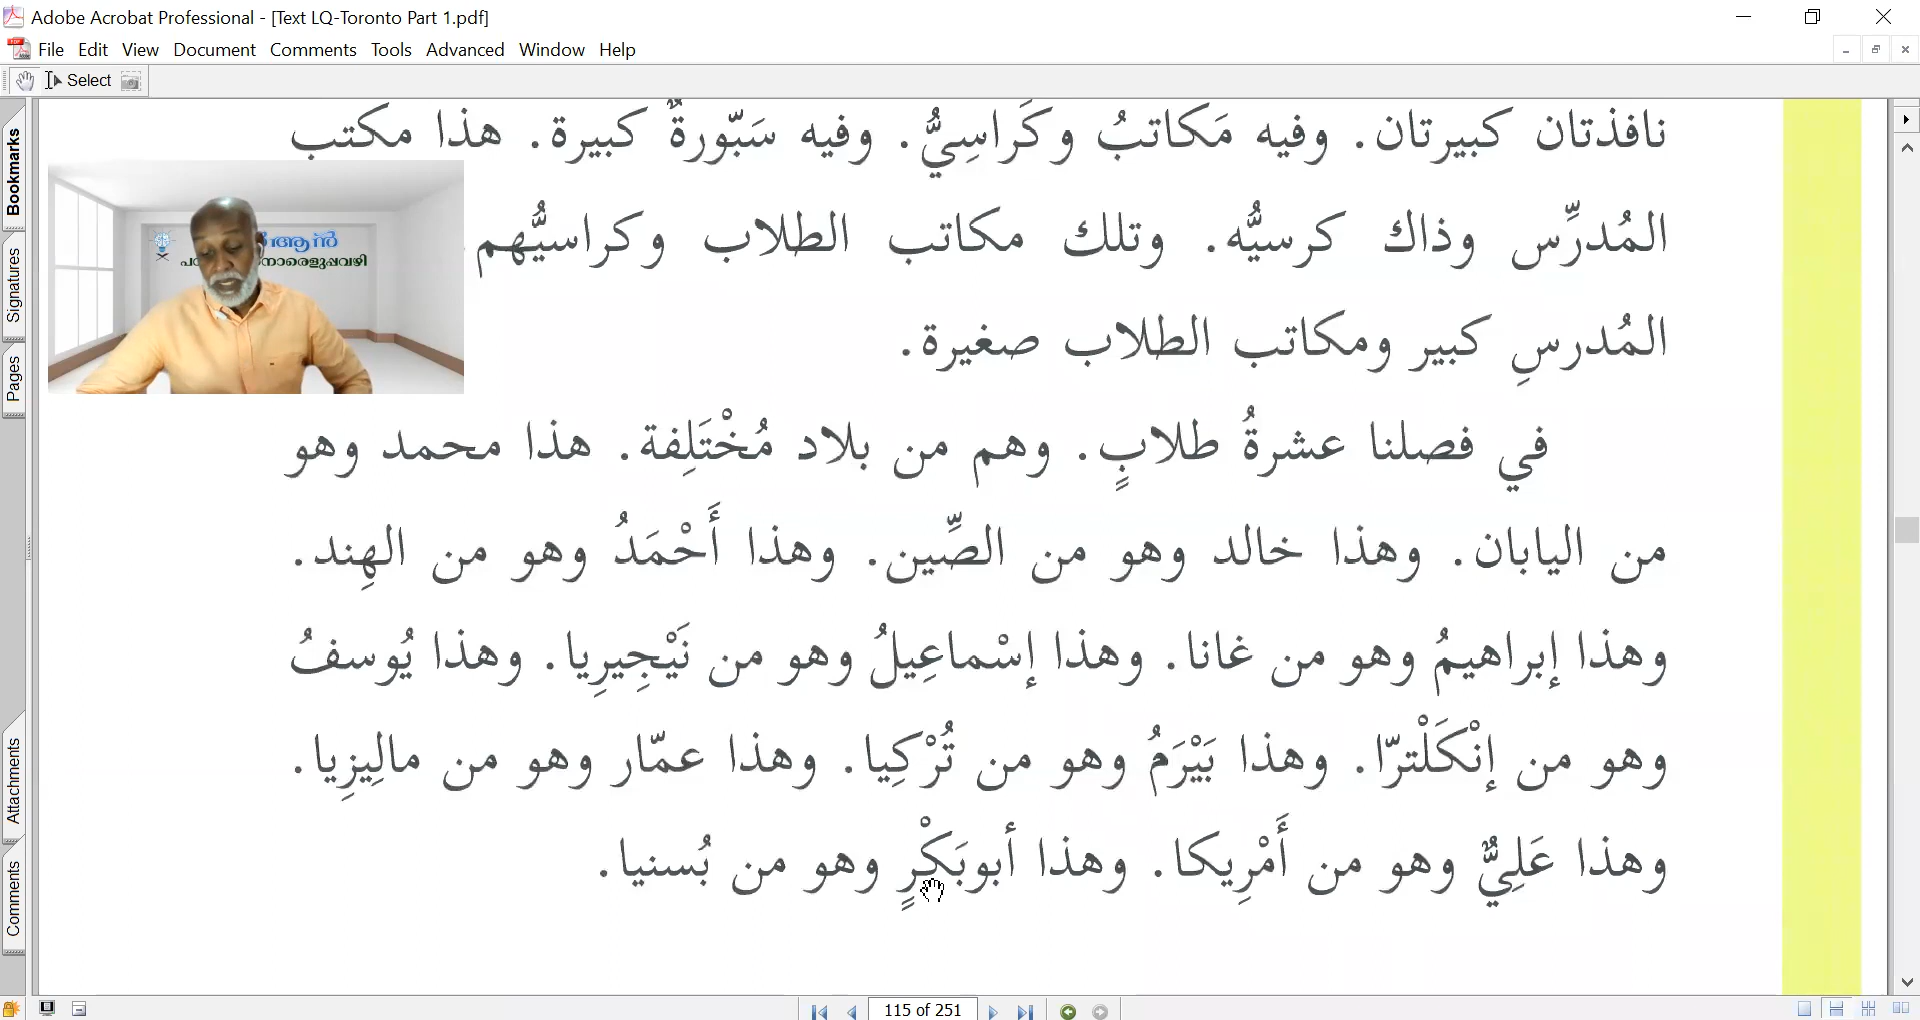 Adobe Acrobat Professional - [Text LQ-Toronto Part 1.pdf]
File Edit View Document Comments Tools Advanced Window Help
Select
Bookmarks
Signatures
Pages
Attachments
Comments
نافذتان كبيرتان. وفيه مَكاتبُ وكَراسِيُّ. وفيه سَبّورةٌ كبيرة. هذا مكتب
المُدرِّس وذاك كرسيُّه. وتلك مكاتب الطلاب وكراسيُّهم.
المُدرسِ كبير ومكاتب الطلاب صغيرة.
في فصلنا عشرةُ طلابٍ. وهم من بلاد مُخْتَلِفة. هذا محمد وهو
من اليابان. وهذا خالد وهو من الصِّين. وهذا أَحْمَدُ وهو من الهِند.
وهذا إبراهيمُ وهو من غانا. وهذا إسْماعِيلُ وهو من نَيْجِيرِيا. وهذا يُوسفُ
وهو من إنْكَلْترّا. وهذا بَيْرَمُ وهو من تُرْكِيا. وهذا عمّار وهو من مالِيزِيا.
وهذا عَلِيٌّ وهو من أَمْرِيكا. وهذا أبوبَكْرٍ وهو من بُسنيا.
115 of 251